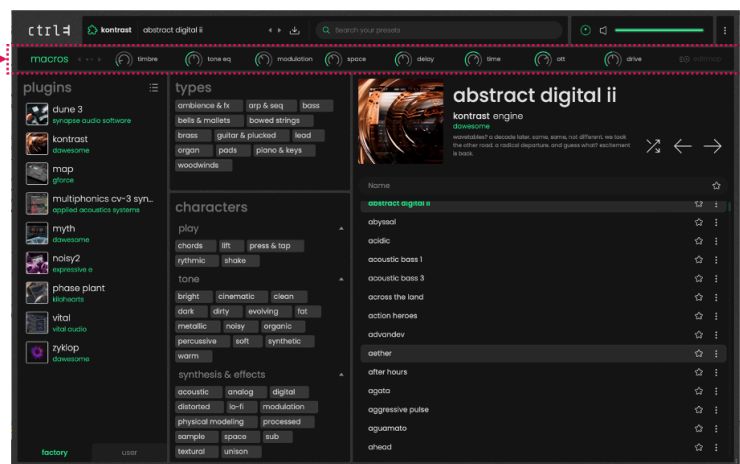 ctrl
kontrast abstract digital ii
Search your presets
macros timbre tone eq modulation space delay time att drive
plugins
dune 3
synapse audio software
kontrast
dawesome
map
gforce
multiphonics cv-3 syn...
applied acoustics systems
myth
dawesome
noisy2
expressive e
phase plant
kilohearts
vital
vital audio
zyklop
dawesome
factory user
types
ambience & fx arp & seq bass
bells & mallets bowed strings
brass guitar & plucked lead
organ pads piano & keys
woodwinds
characters
play
chords lift press & tap
rythmic shake
tone
bright cinematic clean
dark dirty evolving fat
metallic noisy organic
percussive soft synthetic
warm
synthesis & effects
acoustic analog digital
distorted lo-fi modulation
physical modeling processed
sample space sub
textural unison
abstract digital ii
kontrast engine
dawesome
wavetables? a decade later. same, same, not different. we took
the other road. a radical departure. and guess what? excitement
is back.
Name
abstract digital ii
abyssal
acidic
acoustic bass 1
acoustic bass 3
across the land
action heroes
advandev
aether
after hours
agata
aggressive pulse
aguamato
ahead